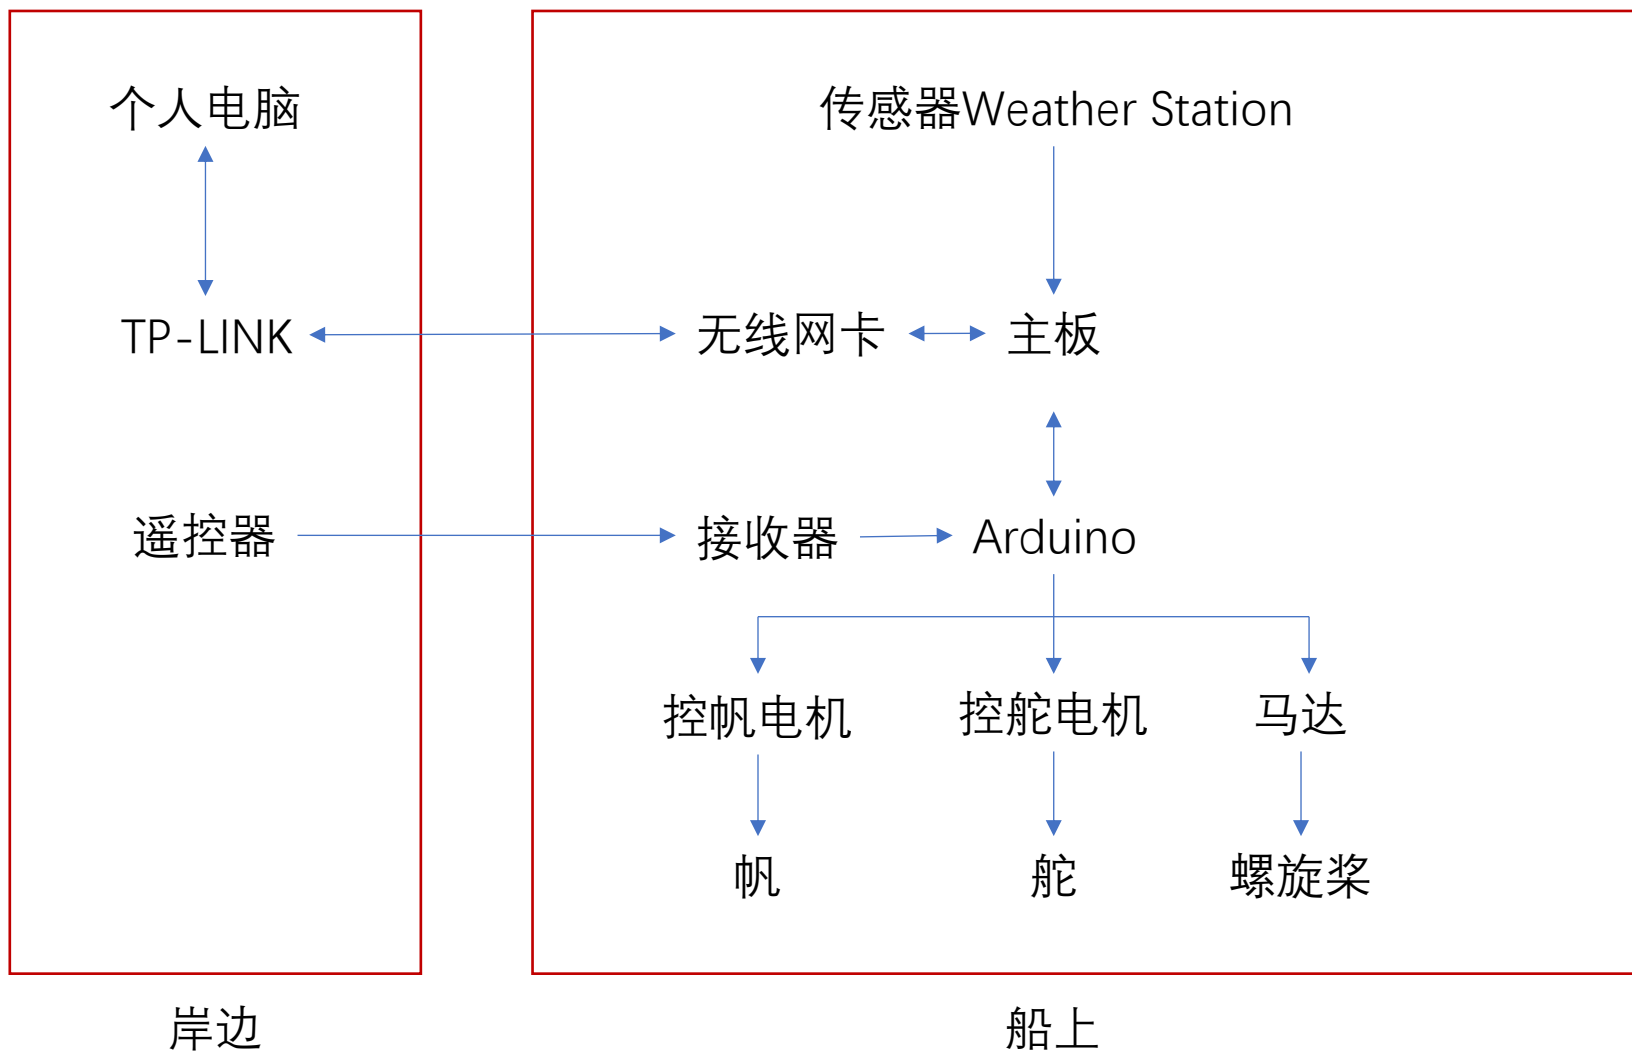 个人电脑
传感器Weather Station
TP-LINK
无线网卡
主板
遥控器
接收器
Arduino
控帆电机
控舵电机
马达
帆
舵
螺旋桨
岸边
船上